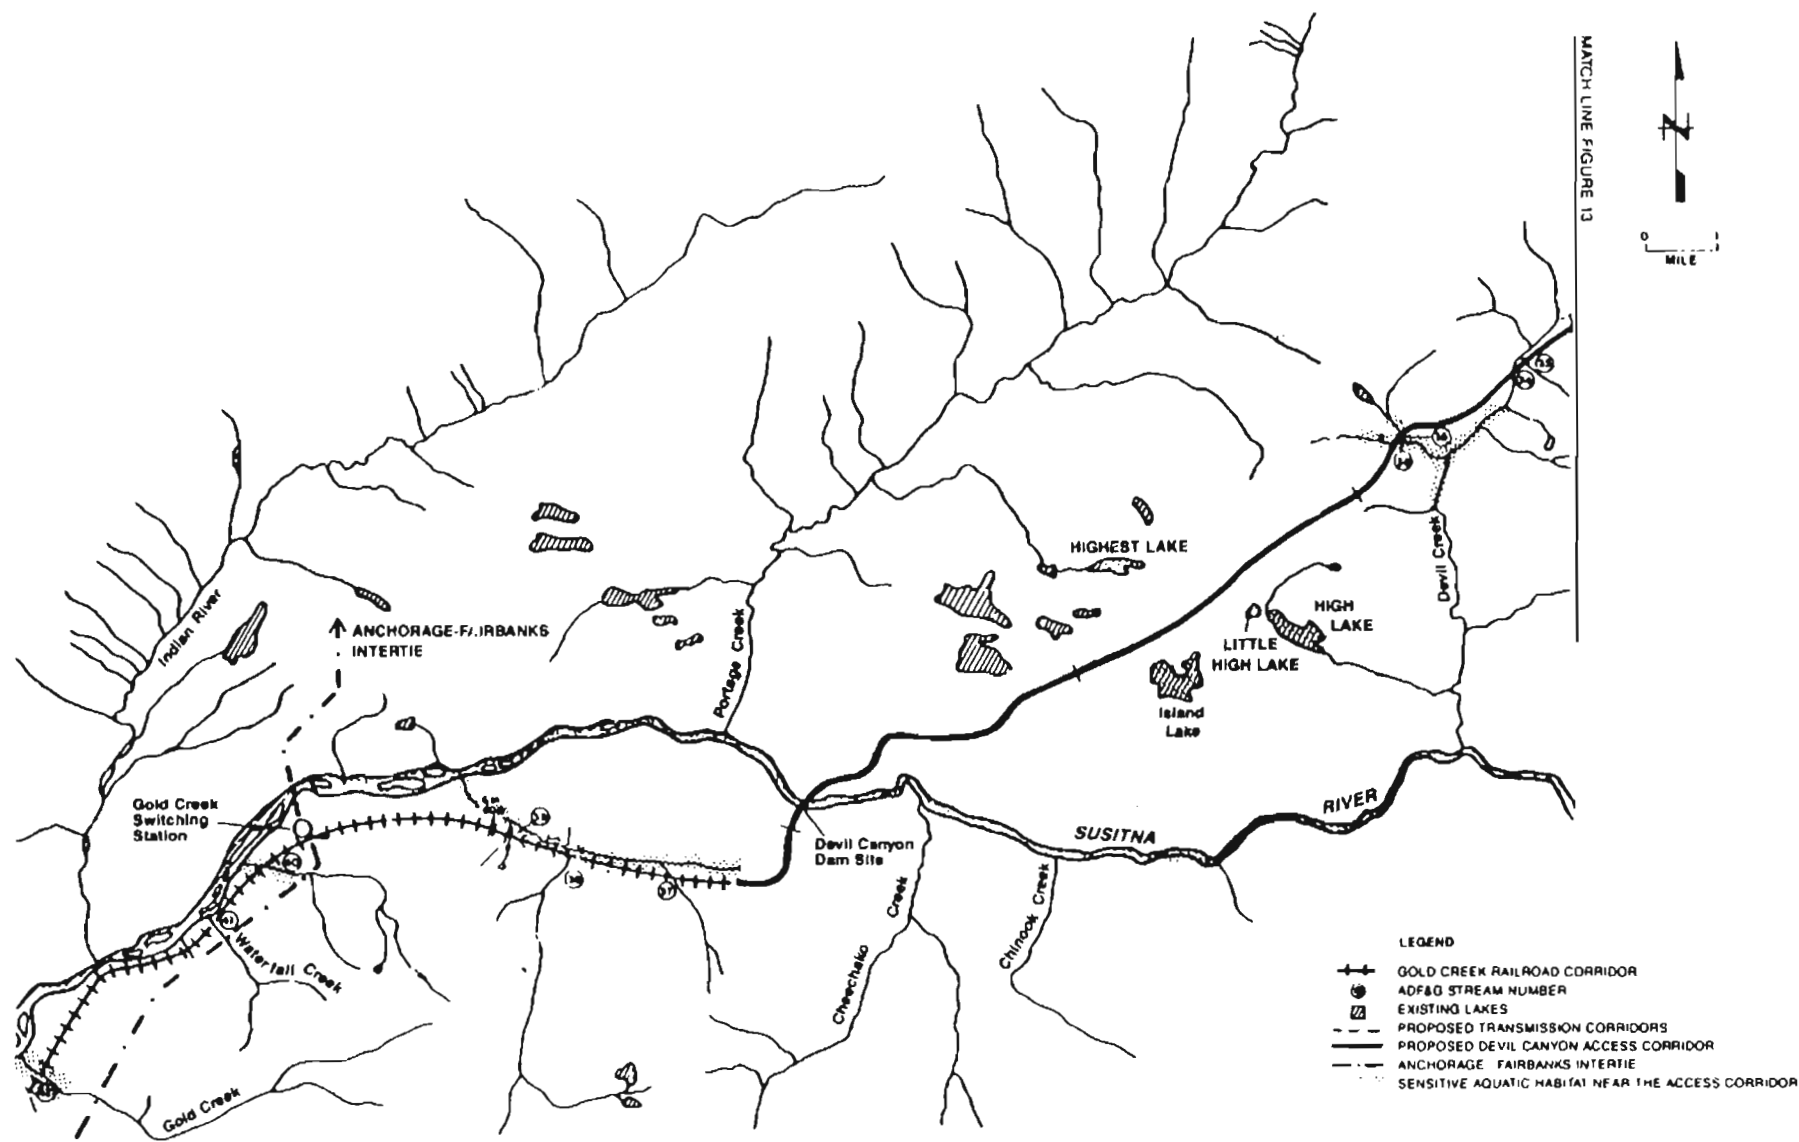 MATCH LINE FIGURE 13
0 1
MILE
HIGHEST LAKE
HIGH
LAKE
LITTLE
HIGH LAKE
Island
Lake
Devil Creek
Indian River
ANCHORAGE-FAIRBANKS
INTERTIE
Portage Creek
Gold Creek
Switching
Station
Devil Canyon
Dam Site
SUSITNA
RIVER
Cheechako
Creek
Chinook Creek
Waterfall Creek
Gold Creek
LEGEND
GOLD CREEK RAILROAD CORRIDOR
ADF&G STREAM NUMBER
EXISTING LAKES
PROPOSED TRANSMISSION CORRIDORS
PROPOSED DEVIL CANYON ACCESS CORRIDOR
ANCHORAGE FAIRBANKS INTERTIE
SENSITIVE AQUATIC HABITAT NEAR THE ACCESS CORRIDOR